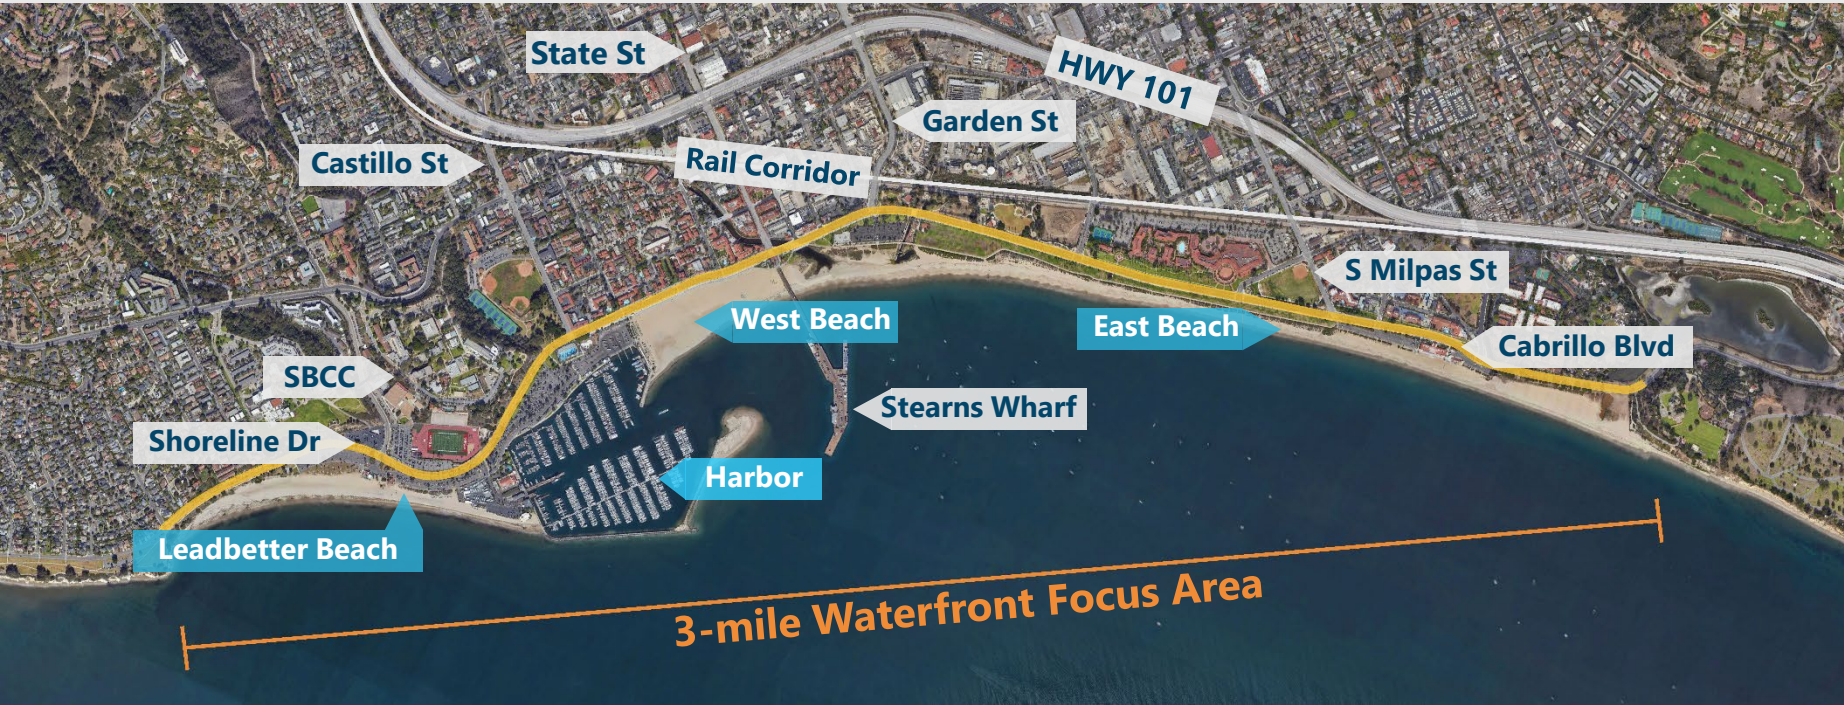 State St
HWY 101
Garden St
Castillo St
Rail Corridor
S Milpas St
West Beach
East Beach
Cabrillo Blvd
SBCC
Stearns Wharf
Shoreline Dr
Harbor
Leadbetter Beach
3-mile Waterfront Focus Area